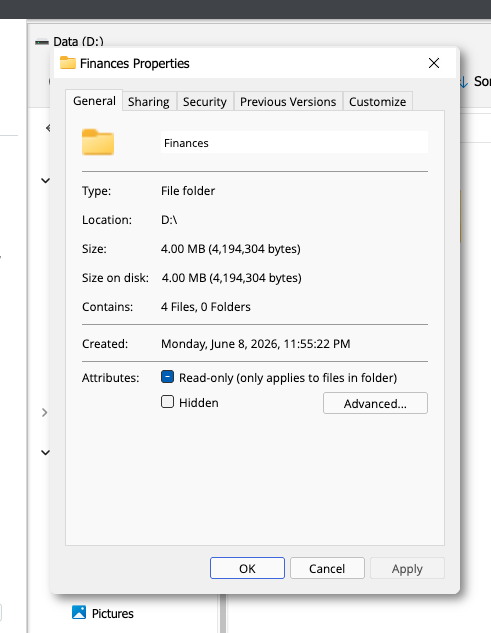 Data (D:)
Finances Properties
Sor
General Sharing Security Previous Versions Customize
Finances
Type: File folder
Location: D:\
Size: 4.00 MB (4,194,304 bytes)
Size on disk: 4.00 MB (4,194,304 bytes)
Contains: 4 Files, 0 Folders
Created: Monday, June 8, 2026, 11:55:22 PM
Attributes: Read-only (only applies to files in folder)
Hidden Advanced...
OK Cancel Apply
Pictures